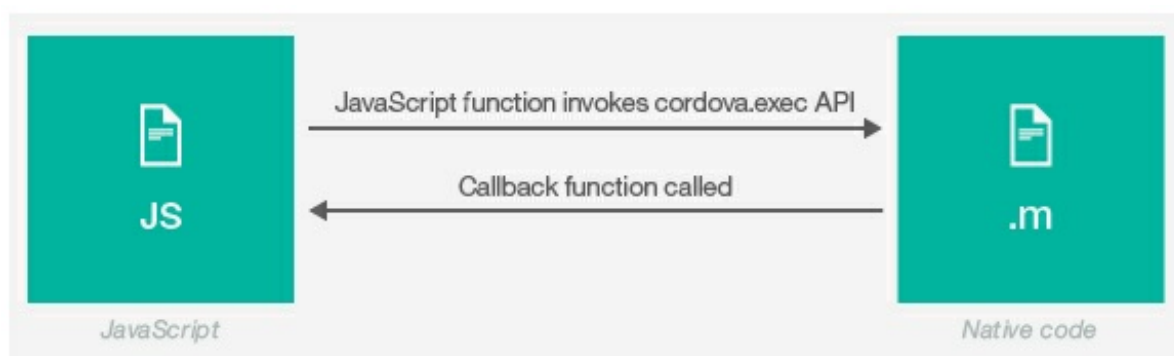 JavaScript function invokes cordova.exec API
Callback function called
JS
.m
JavaScript
Native code